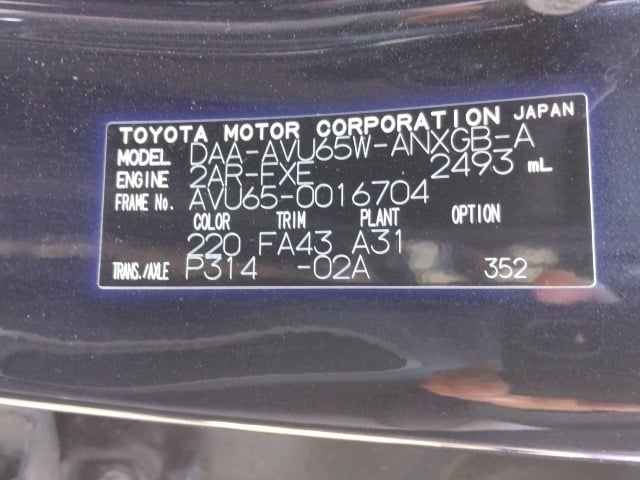 TOYOTA MOTOR CORPORATION JAPAN
MODEL DAA-AVU65W-ANXGB-A
ENGINE 2AR-FXE 2493 mL
FRAME No. AVU65-0016704
COLOR TRIM PLANT OPTION
220 FA43 A31
TRANS./AXLE P314 -02A 352